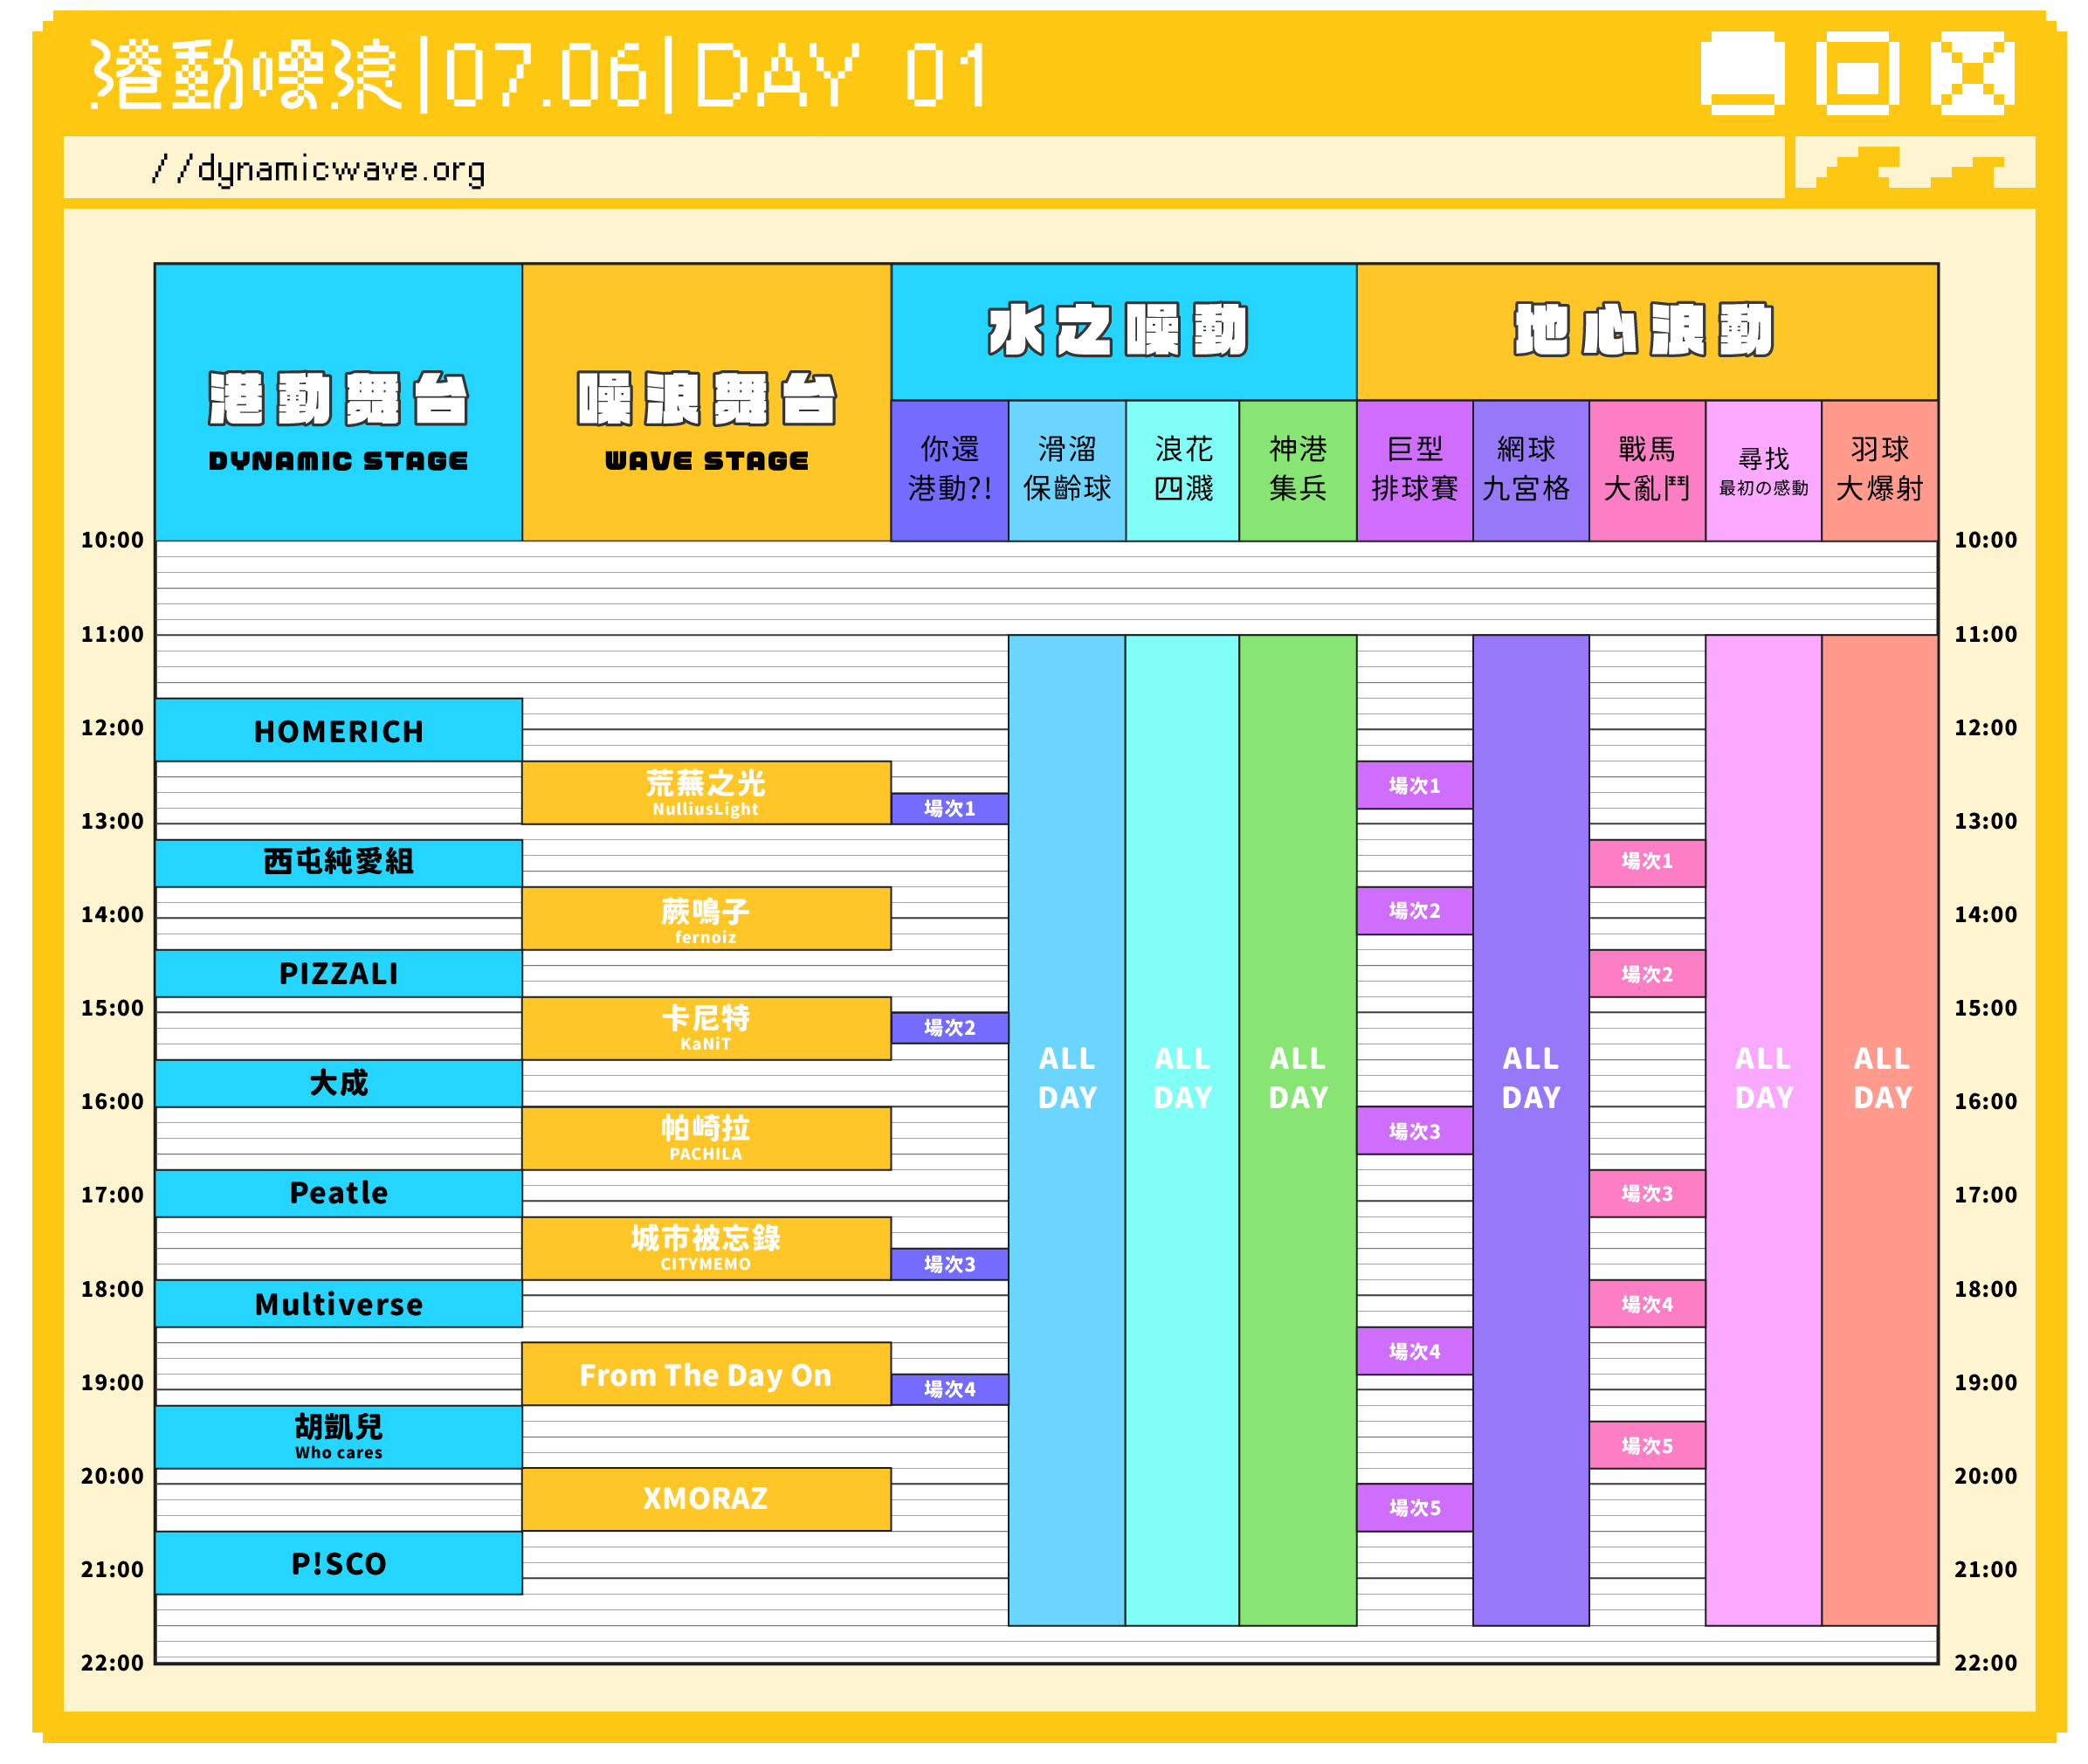 港動噪浪|07.06|DAY 01
//dynamicwave.org
港動舞台
DYNAMIC STAGE
噪浪舞台
WAVE STAGE
水之噪動
地心浪動
你還
港動?!
滑溜
保齡球
浪花
四濺
神港
集兵
巨型
排球賽
網球
九宮格
戰馬
大亂鬥
尋找
最初の感動
羽球
大爆射
10:00
11:00
12:00
13:00
14:00
15:00
16:00
17:00
18:00
19:00
20:00
21:00
22:00
HOMERICH
西屯純愛組
PIZZALI
大成
Peatle
Multiverse
胡凱兒
Who cares
P!SCO
荒蕪之光
NulliusLight
蕨鳴子
fernoiz
卡尼特
KaNiT
帕崎拉
PACHILA
城市被忘錄
CITYMEMO
From The Day On
XMORAZ
場次1
場次2
場次3
場次4
ALL
DAY
ALL
DAY
ALL
DAY
場次1
場次2
場次3
場次4
場次5
ALL
DAY
場次1
場次2
場次3
場次4
場次5
ALL
DAY
ALL
DAY
10:00
11:00
12:00
13:00
14:00
15:00
16:00
17:00
18:00
19:00
20:00
21:00
22:00